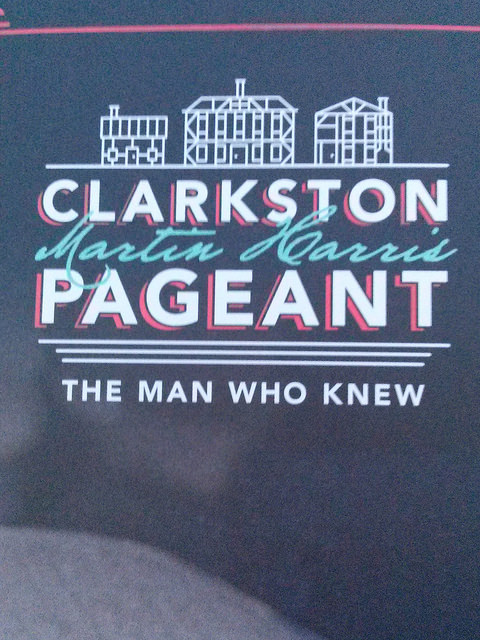 CLARKSTON
Martin Harris
PAGEANT
THE MAN WHO KNEW